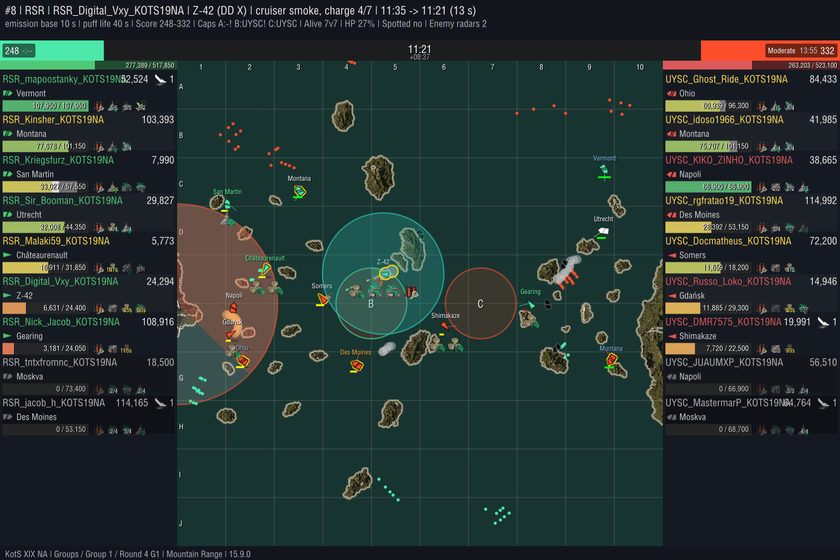 #8 | RSR | RSR_Digital_Vxy_KOTS19NA | Z-42 (DD X) | cruiser smoke, charge 4/7 | 11:35 -> 11:21 (13 s)
emission base 10 s | puff life 40 s | Score 248-332 | Caps A:-! B:UYSC! C:UYSC | Alive 7v7 | HP 27% | Spotted no | Enemy radars 2
248 -:--
11:21
+08:37
Moderate 13:55 332
277,389 / 517,850
263,203 / 523,100
1 2 3 4 5 6 7 8 9 10
A
B
C
D
F
G
H
I
J
RSR_mapoostanky_KOTS19NA 52,524 1
Vermont
107,950 / 107,950
RSR_Kinsher_KOTS19NA 103,393
Montana
77,878 / 101,150
RSR_Kriegsfurz_KOTS19NA 7,990
San Martín
33,027 / 57,550
RSR_Sir_Booman_KOTS19NA 29,827
Utrecht
32,068 / 44,350
RSR_Malaki59_KOTS19NA 5,773
Châteaurenault
16,911 / 31,850
RSR_Digital_Vxy_KOTS19NA 24,294
Z-42
6,631 / 24,400
RSR_Nick_Jacob_KOTS19NA 108,916
Gearing
3,181 / 24,050
RSR_tntxfromnc_KOTS19NA 18,500
Moskva
0 / 73,400
RSR_jacob_h_KOTS19NA 114,165 1
Des Moines
0 / 53,150
San Martín
Montana
Vermont
Utrecht
Châteaurenault
Z-42
Somers
Napoli
Gdańsk
Ohio
B
C
Shimakaze
Gearing
Des Moines
Montana
UYSC_Ghost_Ride_KOTS19NA 84,433
Ohio
80,939 / 96,300
UYSC_idoso1966_KOTS19NA 41,985
Montana
75,707 / 101,150
UYSC_KIKO_ZINHO_KOTS19NA 38,665
Napoli
66,900 / 66,900
UYSC_rgfratao19_KOTS19NA 114,992
Des Moines
28,392 / 53,150
UYSC_Docmatheus_KOTS19NA 72,200
Somers
11,659 / 18,200
UYSC_Russo_Loko_KOTS19NA 14,946
Gdańsk
11,885 / 29,300
UYSC_DMR7575_KOTS19NA 19,991 1
Shimakaze
7,720 / 22,500
UYSC_JUAUMXP_KOTS19NA 56,510
Napoli
0 / 66,900
UYSC_MastermarP_KOTS19NA 1
Moskva
0 / 68,700
KotS XIX NA | Groups / Group 1 / Round 4 G1 | Mountain Range | 15.9.0